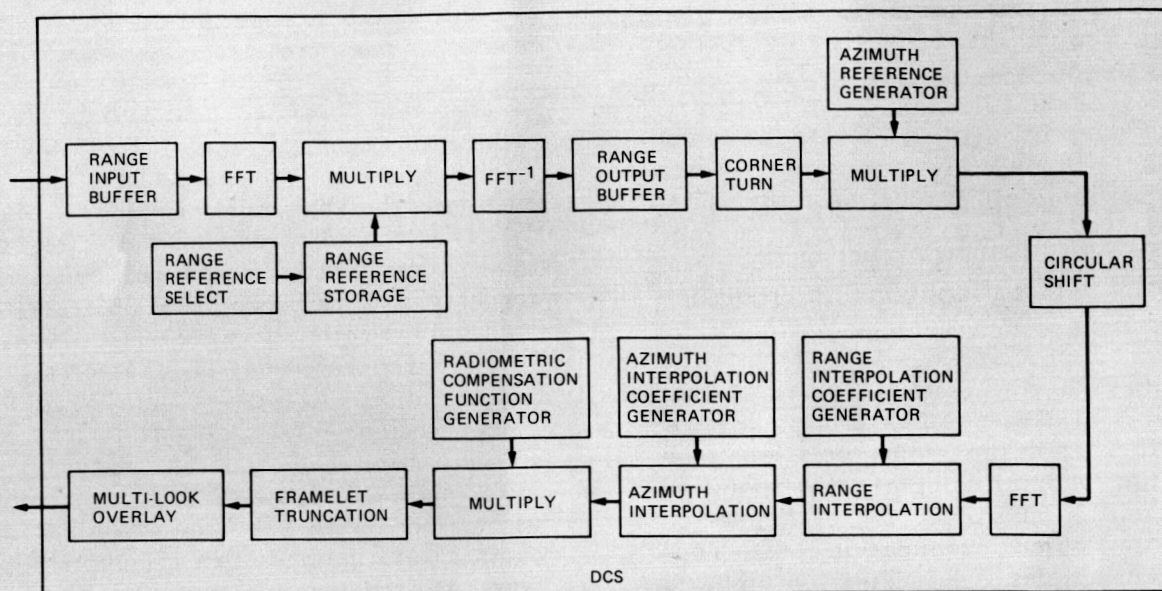 AZIMUTH
REFERENCE
GENERATOR
RANGE
INPUT
BUFFER
FFT
MULTIPLY
FFT⁻¹
RANGE
OUTPUT
BUFFER
CORNER
TURN
MULTIPLY
RANGE
REFERENCE
SELECT
RANGE
REFERENCE
STORAGE
CIRCULAR
SHIFT
RADIOMETRIC
COMPENSATION
FUNCTION
GENERATOR
AZIMUTH
INTERPOLATION
COEFFICIENT
GENERATOR
RANGE
INTERPOLATION
COEFFICIENT
GENERATOR
MULTI-LOOK
OVERLAY
FRAMELET
TRUNCATION
MULTIPLY
AZIMUTH
INTERPOLATION
RANGE
INTERPOLATION
FFT
DCS